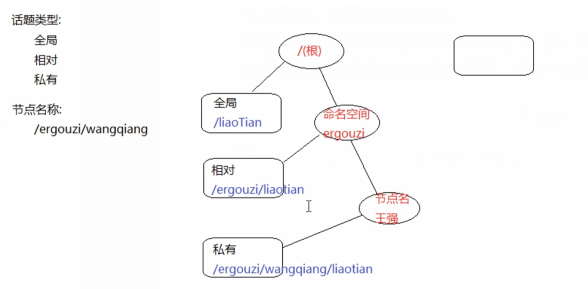 话题类型:
全局
相对
私有
节点名称:
/ergouzi/wangqiang
/(根)
全局
/liaoTian
命名空间
ergouzi
相对
/ergouzi/liaotian
节点名
王强
私有
/ergouzi/wangqiang/liaotian